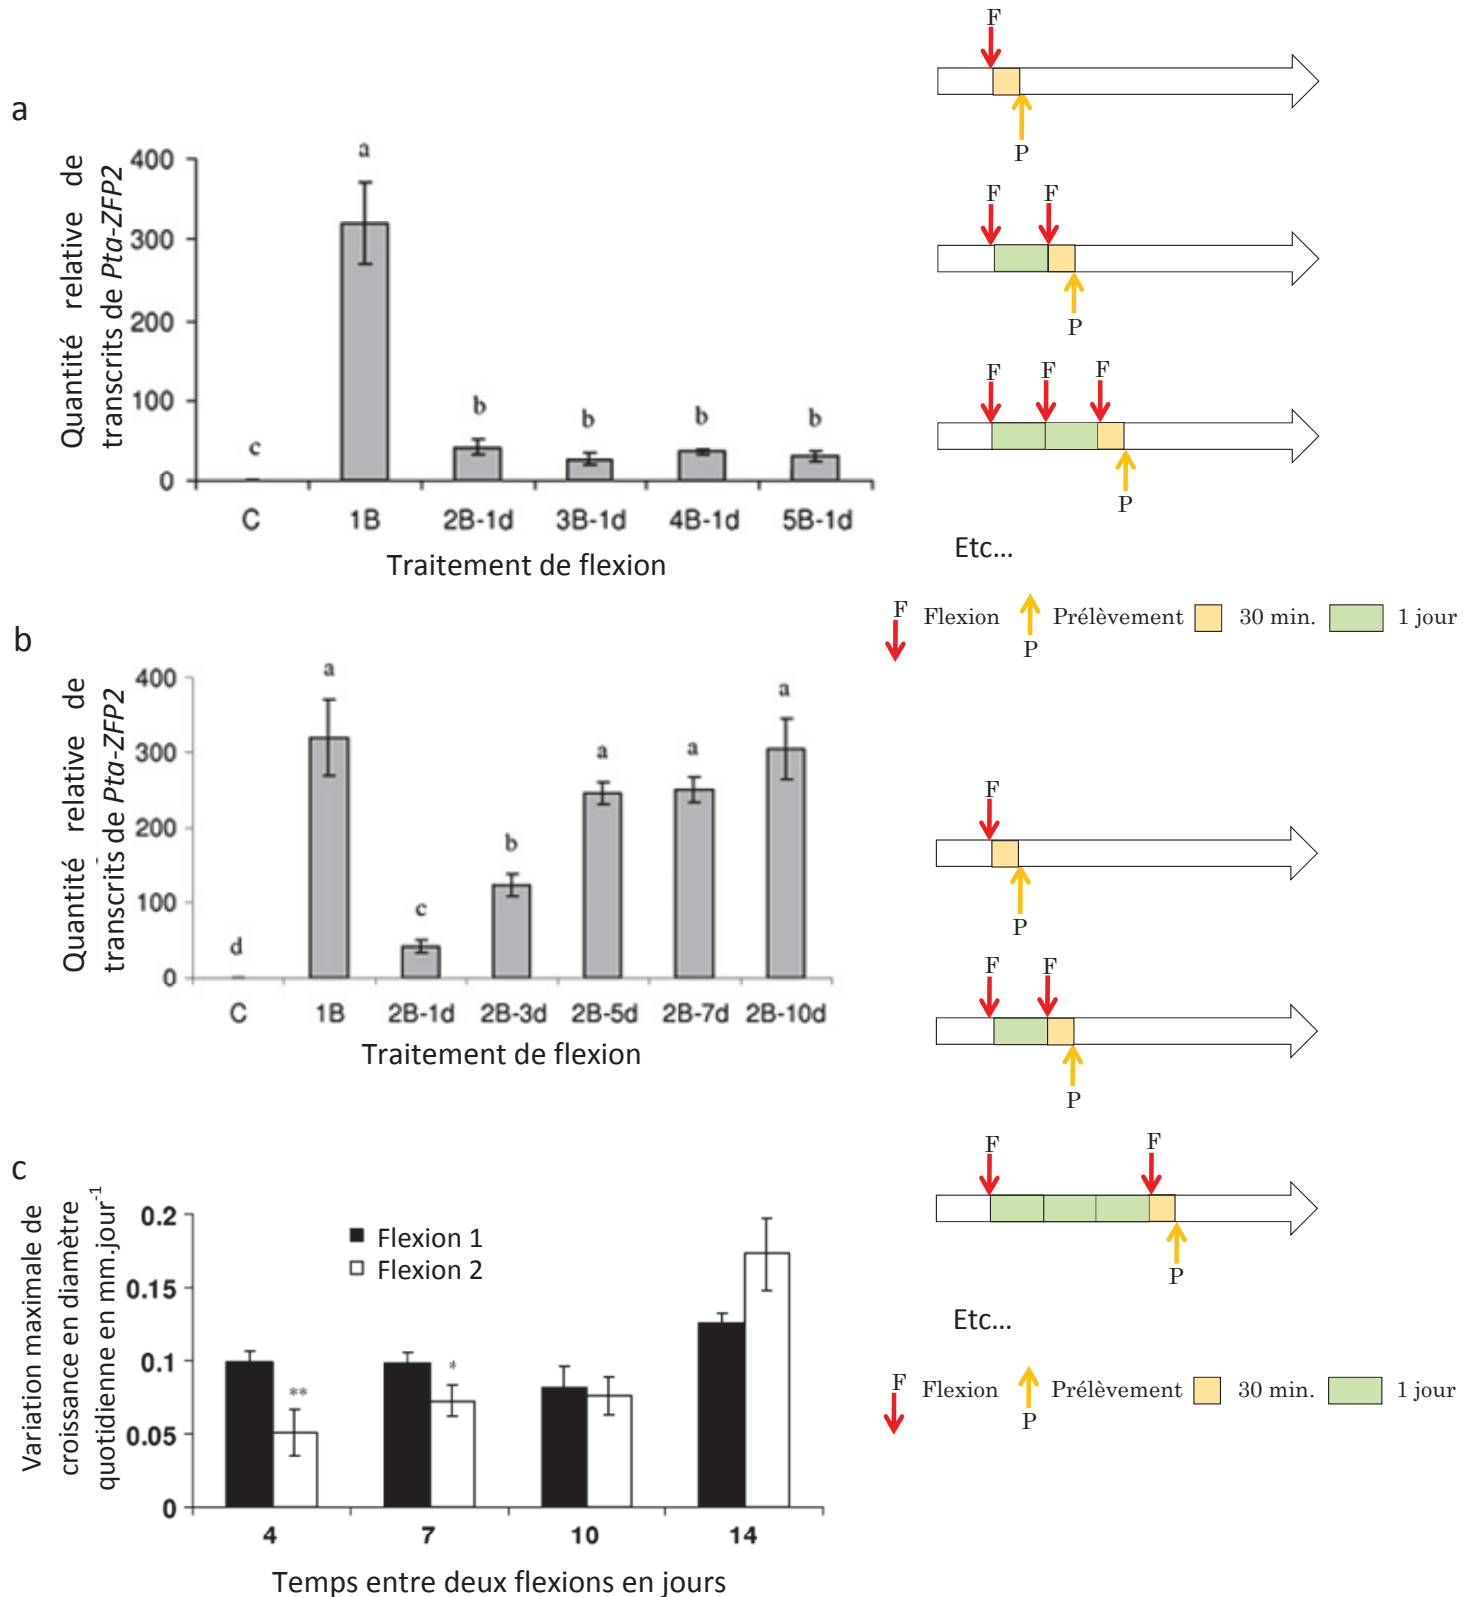 a
Quantité relative de
transcrits de Pta-ZFP2
400
300
200
100
0
a
b
b
b
b
c
C 1B 2B-1d 3B-1d 4B-1d 5B-1d
Traitement de flexion
F
P
F F
P
F F F
P
Etc...
F Flexion P Prélèvement 30 min. 1 jour
b
Quantité relative de
transcrits de Pta-ZFP2
400
300
200
100
0
d
a
c
b
a
a
a
C 1B 2B-1d 2B-3d 2B-5d 2B-7d 2B-10d
Traitement de flexion
F
P
F F
P
F F
P
Etc...
F Flexion P Prélèvement 30 min. 1 jour
c
Variation maximale de
croissance en diamètre
quotidienne en mm.jour-1
0.2
0.15
0.1
0.05
0
Flexion 1
Flexion 2
**
*
4 7 10 14
Temps entre deux flexions en jours